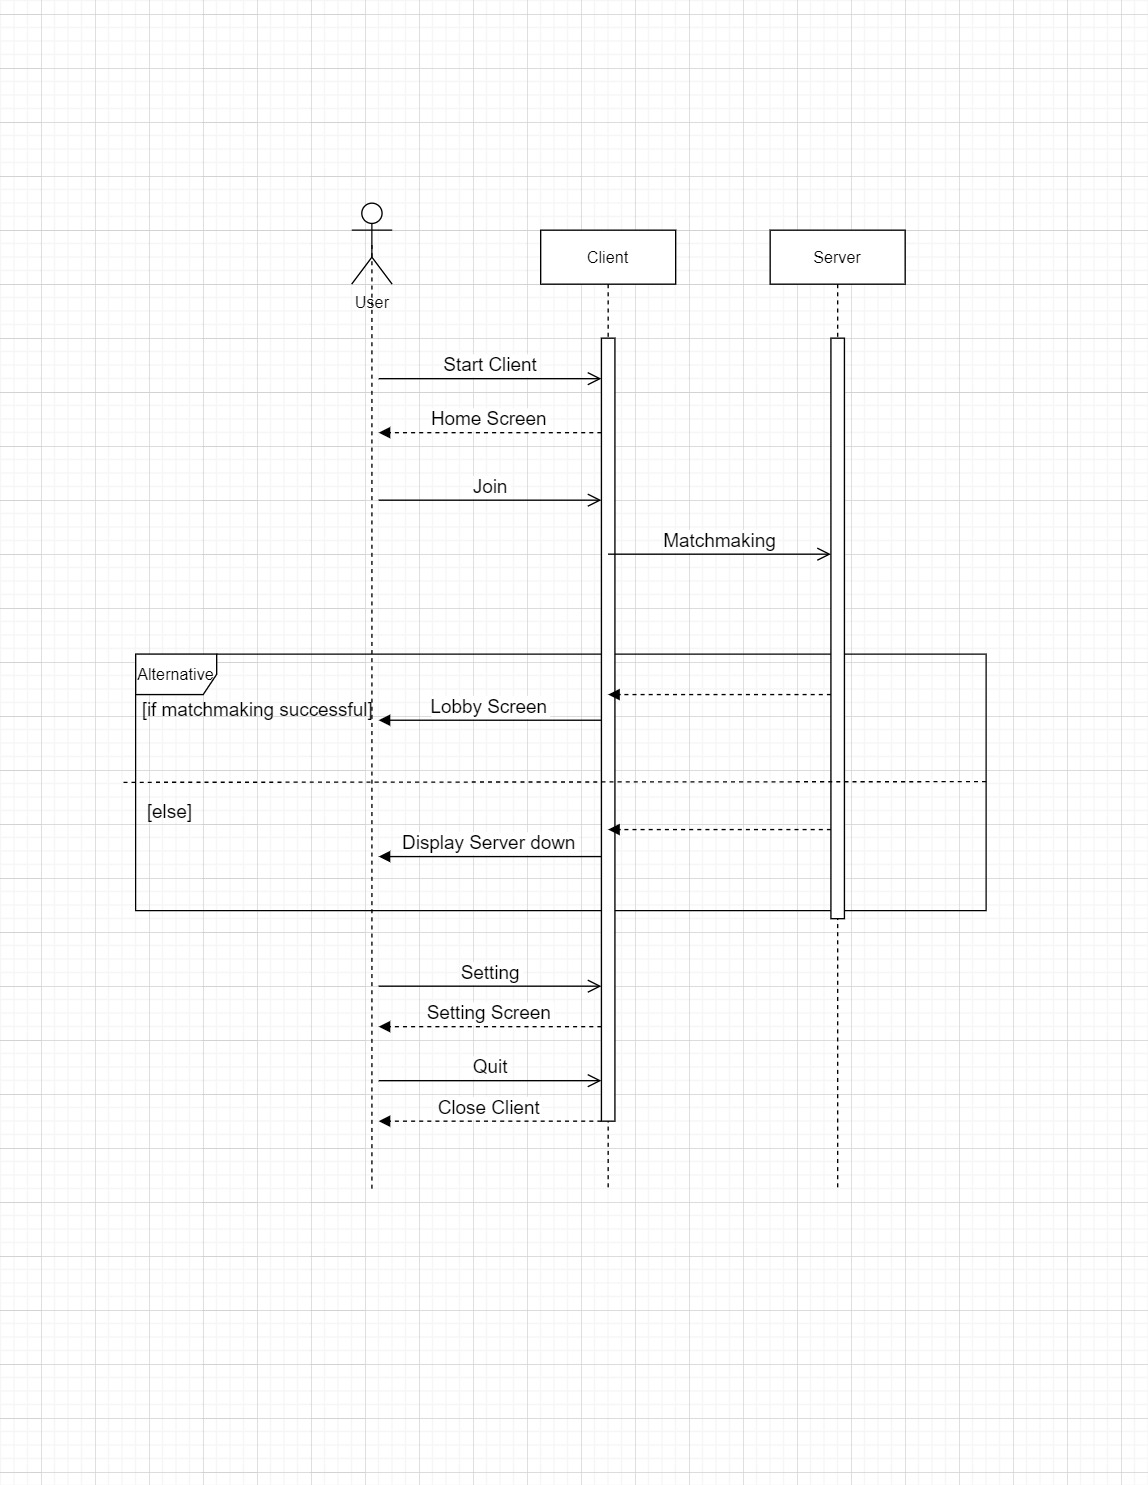 User
Client
Server
Start Client
Home Screen
Join
Matchmaking
Alternative
[if matchmaking successful]
Lobby Screen
[else]
Display Server down
Setting
Setting Screen
Quit
Close Client